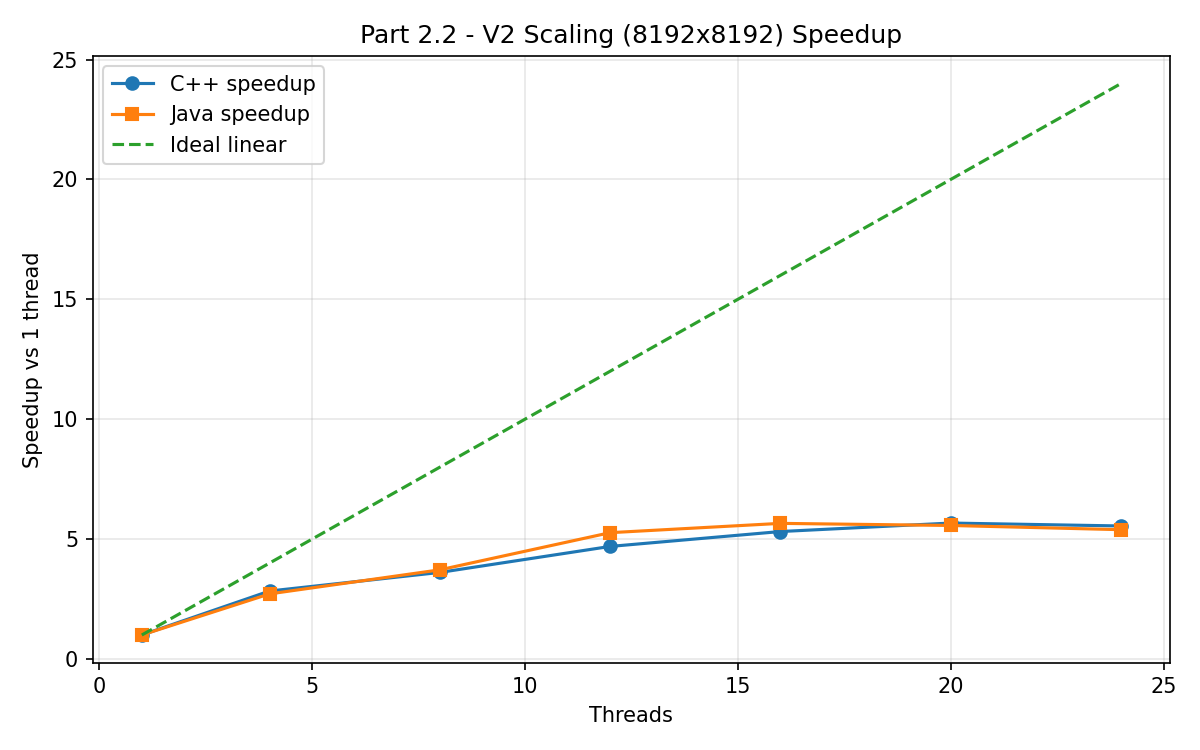 Part 2.2 - V2 Scaling (8192x8192) Speedup
C++ speedup
Java speedup
Ideal linear
Speedup vs 1 thread
25
20
15
10
5
0
0 5 10 15 20 25
Threads